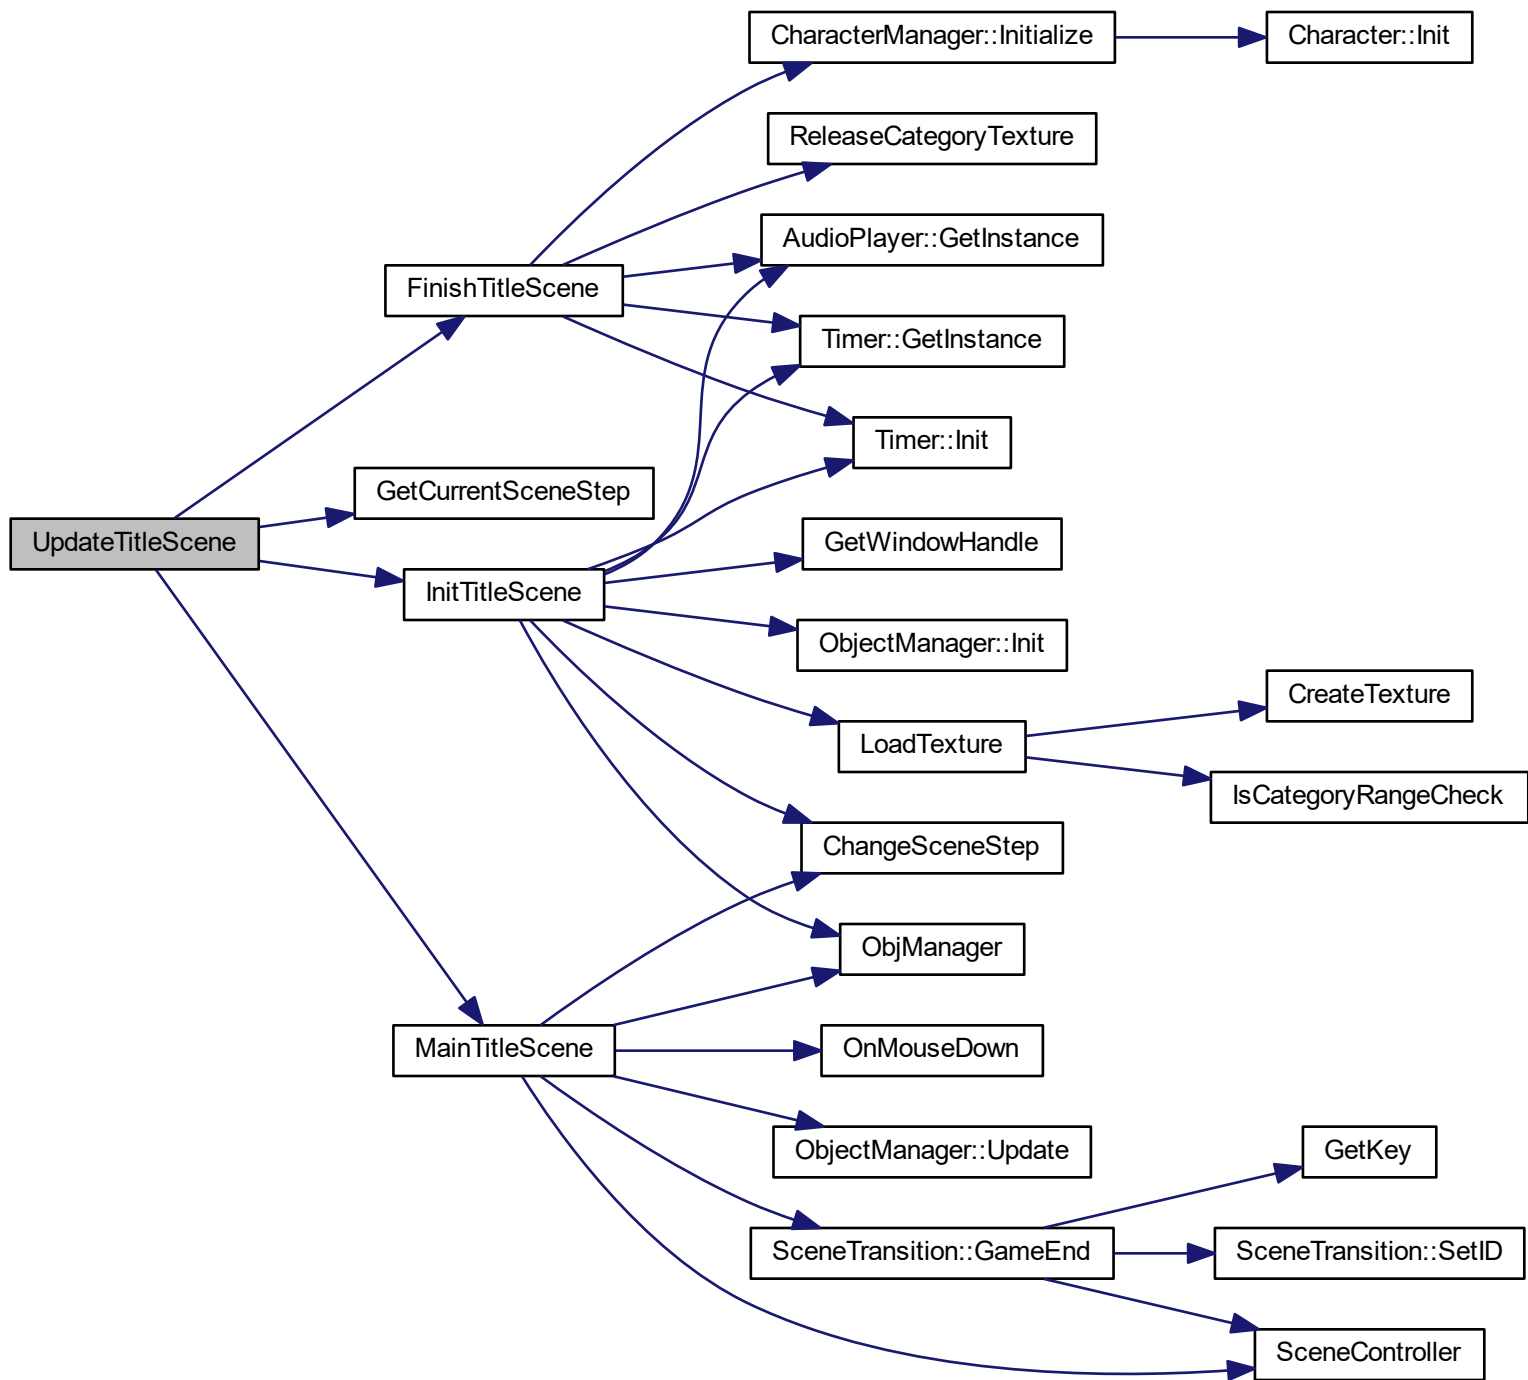 CharacterManager::Initialize
Character::Init
ReleaseCategoryTexture
AudioPlayer::GetInstance
FinishTitleScene
Timer::GetInstance
Timer::Init
GetCurrentSceneStep
UpdateTitleScene
GetWindowHandle
InitTitleScene
ObjectManager::Init
CreateTexture
LoadTexture
IsCategoryRangeCheck
ChangeSceneStep
ObjManager
MainTitleScene
OnMouseDown
ObjectManager::Update
GetKey
SceneTransition::GameEnd
SceneTransition::SetID
SceneController